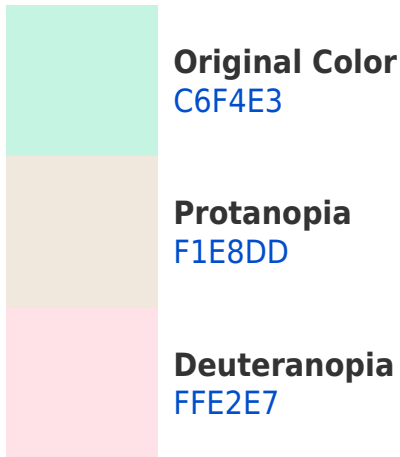 Original Color
C6F4E3
Protanopia
F1E8DD
Deuteranopia
FFE2E7